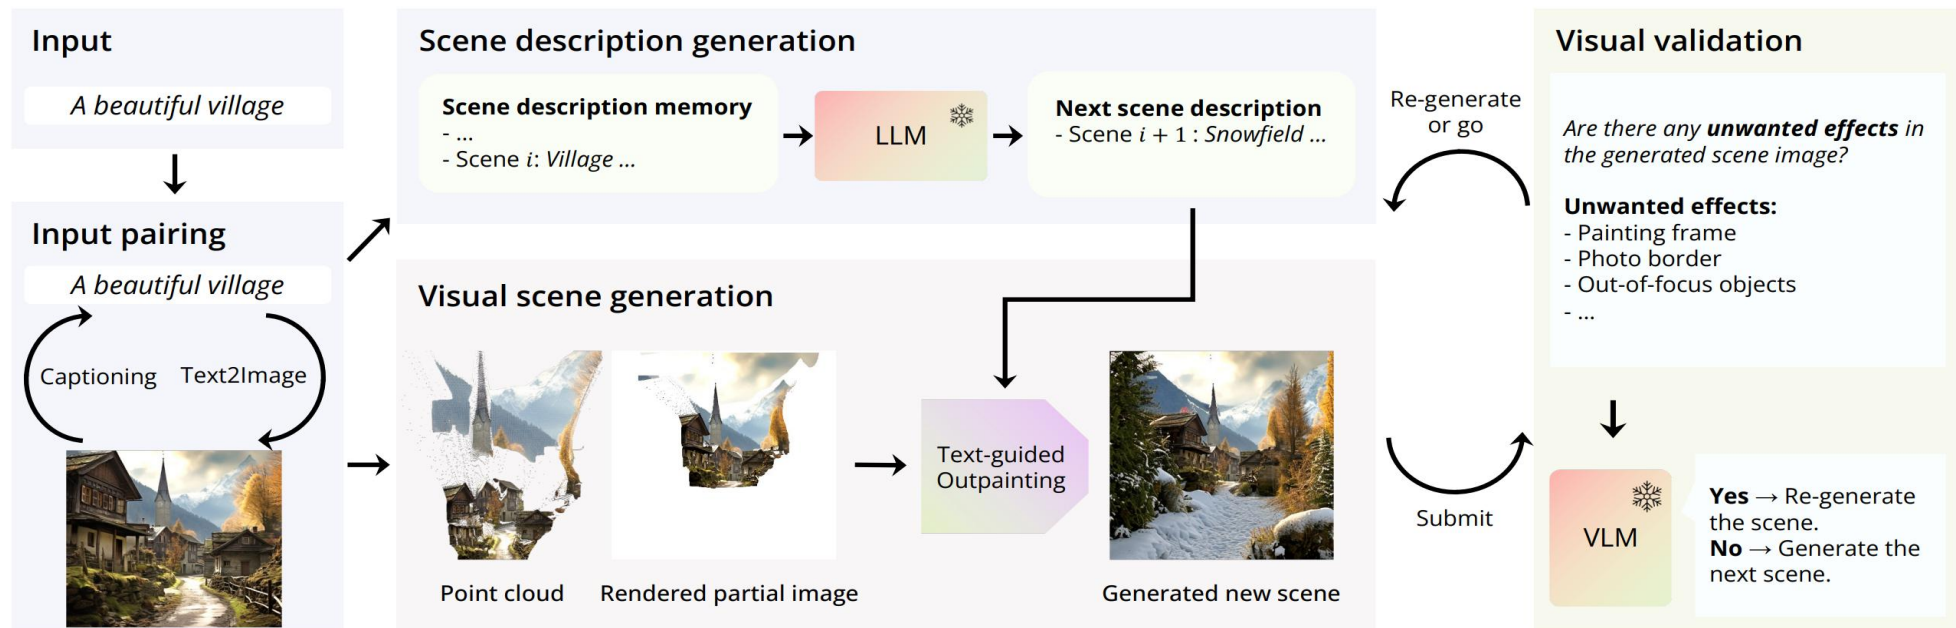 Input
A beautiful village
Input pairing
A beautiful village
Captioning
Text2Image
Scene description generation
Scene description memory
- ...
- Scene i: Village ...
LLM
Next scene description
- Scene i + 1 : Snowfield ...
Visual scene generation
Point cloud
Rendered partial image
Text-guided
Outpainting
Generated new scene
Re-generate
or go
Submit
Visual validation
Are there any unwanted effects in
the generated scene image?
Unwanted effects:
- Painting frame
- Photo border
- Out-of-focus objects
- ...
VLM
Yes → Re-generate
the scene.
No → Generate the
next scene.